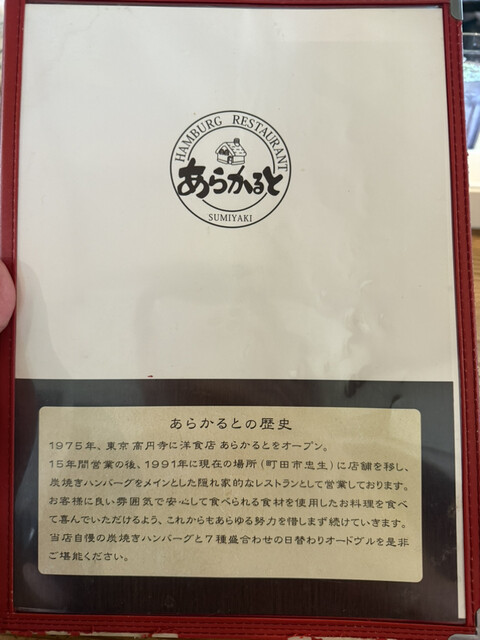 HAMBURG RESTAURANT
あらかると
SUMIYAKI
あらかるとの歴史
1975年、東京 高円寺に洋食店 あらかるとをオープン。
15年間営業の後、1991年に現在の場所(町田市忠生)に店舗を移し、
炭焼きハンバーグをメインとした隠れ家的なレストランとして営業しております。
お客様に良い雰囲気で安心して食べられる食材を使用したお料理を食べ
て喜んでいただけるよう、これからもあらゆる努力を惜しまず続けていきます。
当店自慢の炭焼きハンバーグと7種盛合わせの日替わりオードヴルを是非
ご堪能ください。